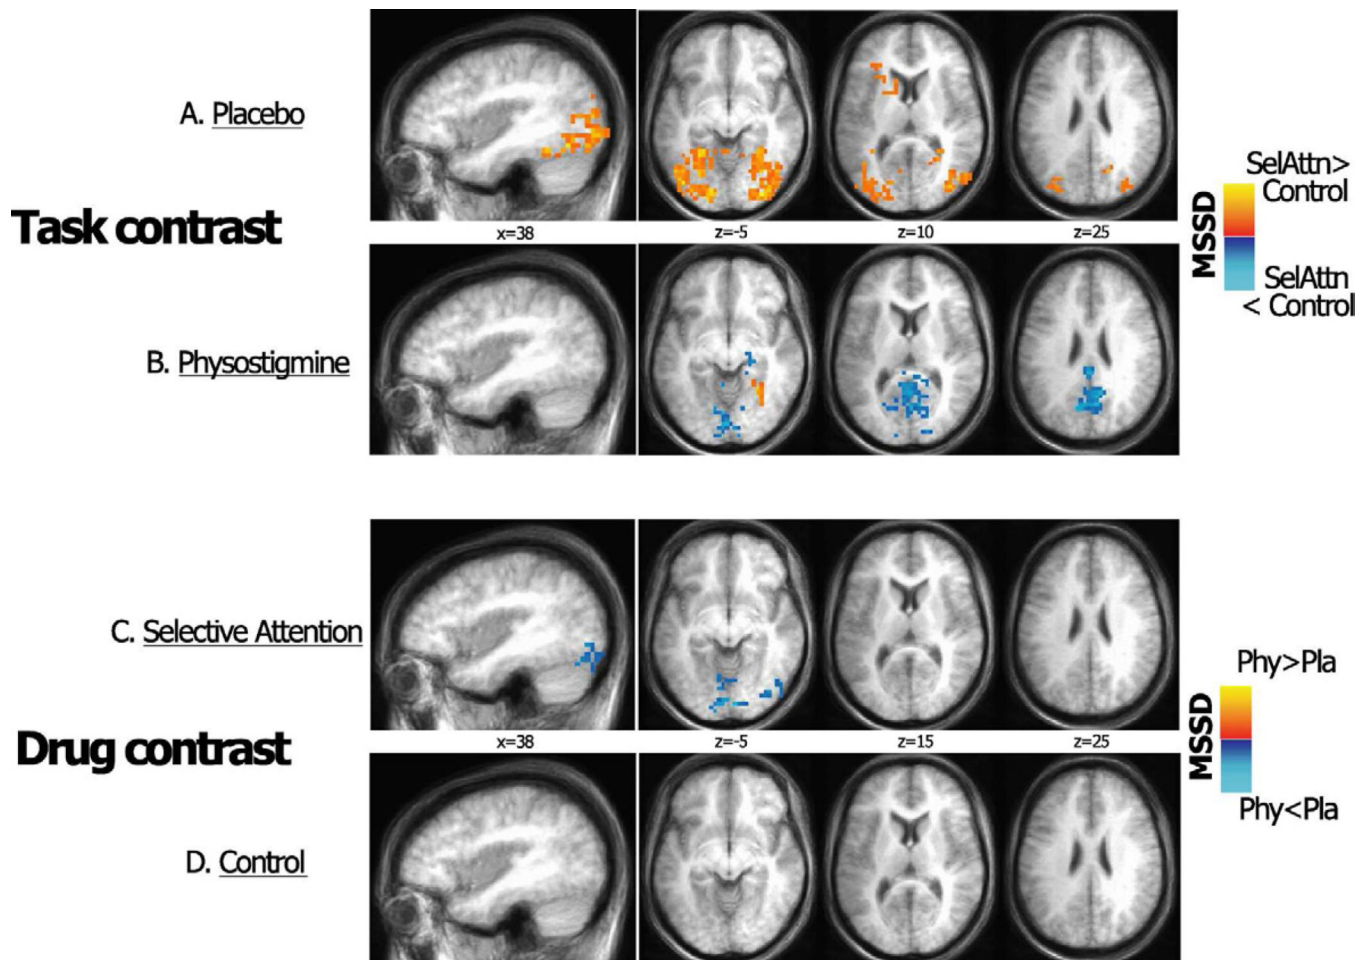 A. Placebo
Task contrast
x=38
z=-5
z=10
z=25
MSSD
SelAttn>
Control
SelAttn
< Control
B. Physostigmine
C. Selective Attention
Drug contrast
x=38
z=-5
z=15
z=25
MSSD
Phy>Pla
Phy<Pla
D. Control